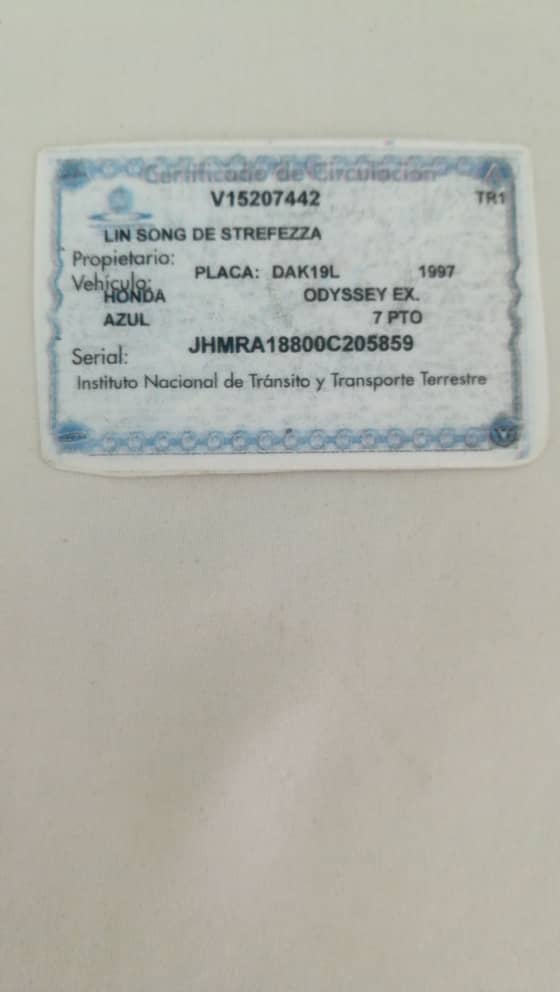 Certificado de Circulación
V15207442 TR1
LIN SONG DE STREFEZZA
Propietario:
PLACA: DAK19L 1997
Vehículo:
HONDA ODYSSEY EX.
AZUL 7 PTO
JHMRA18800C205859
Serial:
Instituto Nacional de Tránsito y Transporte Terrestre